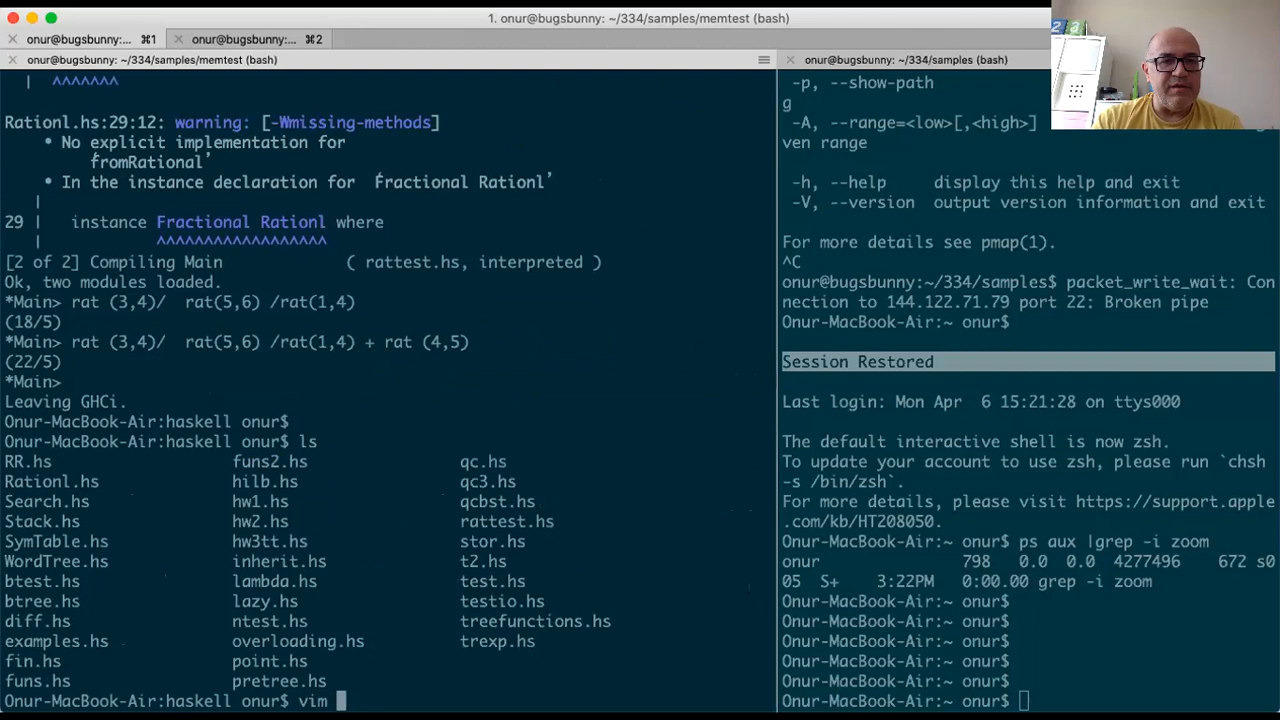 1. onur@bugsbunny: ~/334/samples/memtest (bash)
onur@bugsbunny:... ⌘1
onur@bugsbunny:... ⌘2
onur@bugsbunny: ~/334/samples/memtest (bash)
| ^^^^^^^
Rationl.hs:29:12: warning: [-Wmissing-methods]
• No explicit implementation for
‘fromRational’
• In the instance declaration for ‘Fractional Rationl’
|
29 | instance Fractional Rationl where
| ^^^^^^^^^^^^^^^^^^
[2 of 2] Compiling Main ( rattest.hs, interpreted )
Ok, two modules loaded.
*Main> rat (3,4)/ rat(5,6) /rat(1,4)
(18/5)
*Main> rat (3,4)/ rat(5,6) /rat(1,4) + rat (4,5)
(22/5)
*Main>
Leaving GHCi.
Onur-MacBook-Air:haskell onur$
Onur-MacBook-Air:haskell onur$ ls
RR.hs funs2.hs qc.hs
Rationl.hs hilb.hs qc3.hs
Search.hs hw1.hs qcbst.hs
Stack.hs hw2.hs rattest.hs
SymTable.hs hw3tt.hs stor.hs
WordTree.hs inherit.hs t2.hs
btest.hs lambda.hs test.hs
btree.hs lazy.hs testio.hs
diff.hs ntest.hs treefunctions.hs
examples.hs overloading.hs trexp.hs
fin.hs point.hs
funs.hs pretree.hs
Onur-MacBook-Air:haskell onur$ vim
onur@bugsbunny: ~/334/samples (bash)
-p, --show-path
g
-A, --range=<low>[,<high>]
ven range
-h, --help display this help and exit
-V, --version output version information and exit
For more details see pmap(1).
^C
onur@bugsbunny:~/334/samples$ packet_write_wait: Con
nection to 144.122.71.79 port 22: Broken pipe
Onur-MacBook-Air:~ onur$
Session Restored
Last login: Mon Apr 6 15:21:28 on ttys000
The default interactive shell is now zsh.
To update your account to use zsh, please run `chsh
-s /bin/zsh`.
For more details, please visit https://support.apple
.com/kb/HT208050.
Onur-MacBook-Air:~ onur$ ps aux |grep -i zoom
onur 798 0.0 0.0 4277496 672 s0
05 S+ 3:22PM 0:00.00 grep -i zoom
Onur-MacBook-Air:~ onur$
Onur-MacBook-Air:~ onur$
Onur-MacBook-Air:~ onur$
Onur-MacBook-Air:~ onur$
Onur-MacBook-Air:~ onur$
Onur-MacBook-Air:~ onur$